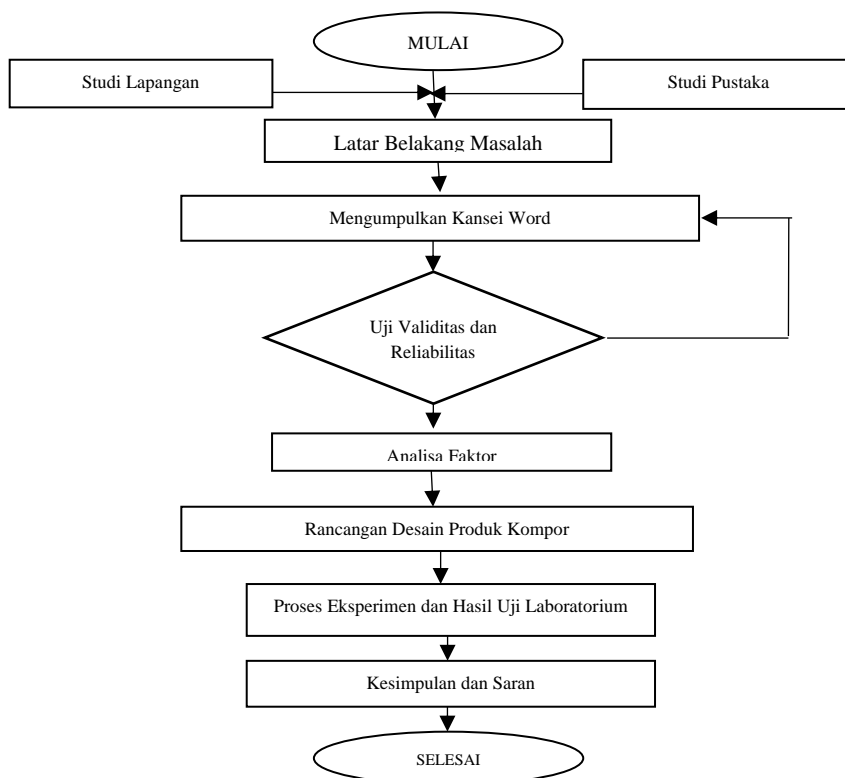 MULAI
Studi Lapangan
Studi Pustaka
Latar Belakang Masalah
Mengumpulkan Kansei Word
Uji Validitas dan
Reliabilitas
Analisa Faktor
Rancangan Desain Produk Kompor
Proses Eksperimen dan Hasil Uji Laboratorium
Kesimpulan dan Saran
SELESAI